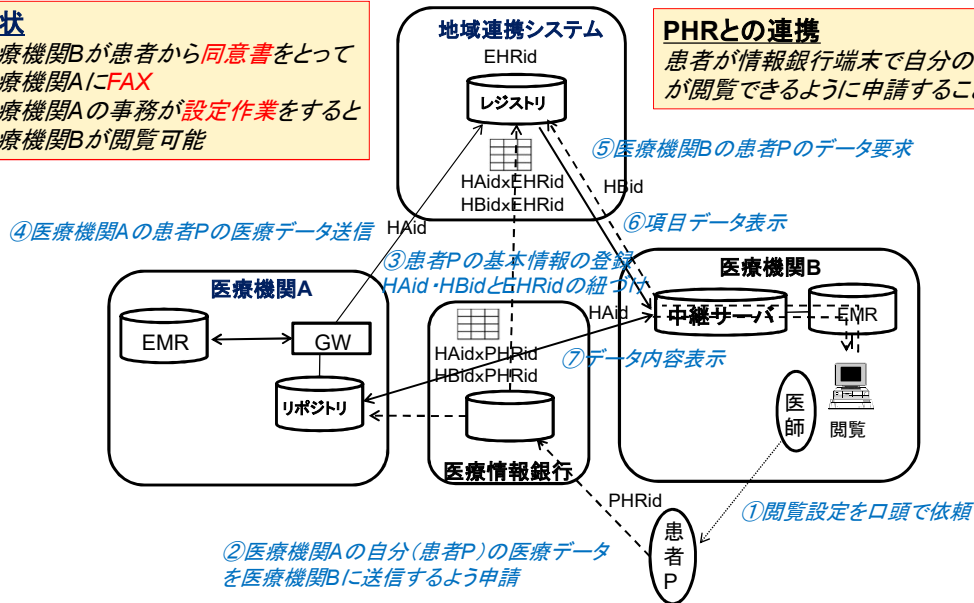 状
療機関Bが患者から同意書をとって
療機関AにFAX
療機関Aの事務が設定作業をすると
療機関Bが閲覧可能
地域連携システム
EHRid
レジストリ
HAidxEHRid
HBidxEHRid
PHRとの連携
患者が情報銀行端末で自分の
が閲覧できるように申請するこ
⑤医療機関Bの患者Pのデータ要求
HBid
⑥項目データ表示
④医療機関Aの患者Pの医療データ送信
HAid
③患者Pの基本情報の登録
HAid・HBidとEHRidの紐づけ
医療機関A
EMR
GW
リポジトリ
HAidxPHRid
HBidxPHRid
医療情報銀行
医療機関B
HAid
中継サーバ
EMR
⑦データ内容表示
医師
閲覧
PHRid
患者P
①閲覧設定を口頭で依頼
②医療機関Aの自分(患者P)の医療データ
を医療機関Bに送信するよう申請